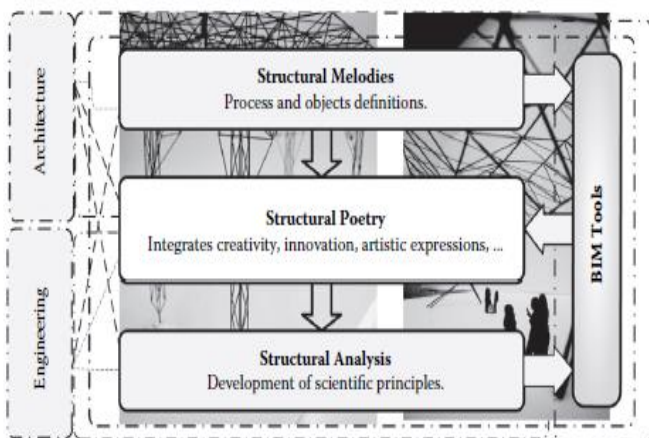 Architecture
Engineering
Structural Melodies
Process and objects definitions.
Structural Poetry
Integrates creativity, innovation, artistic expressions, ...
Structural Analysis
Development of scientific principles.
BIM Tools